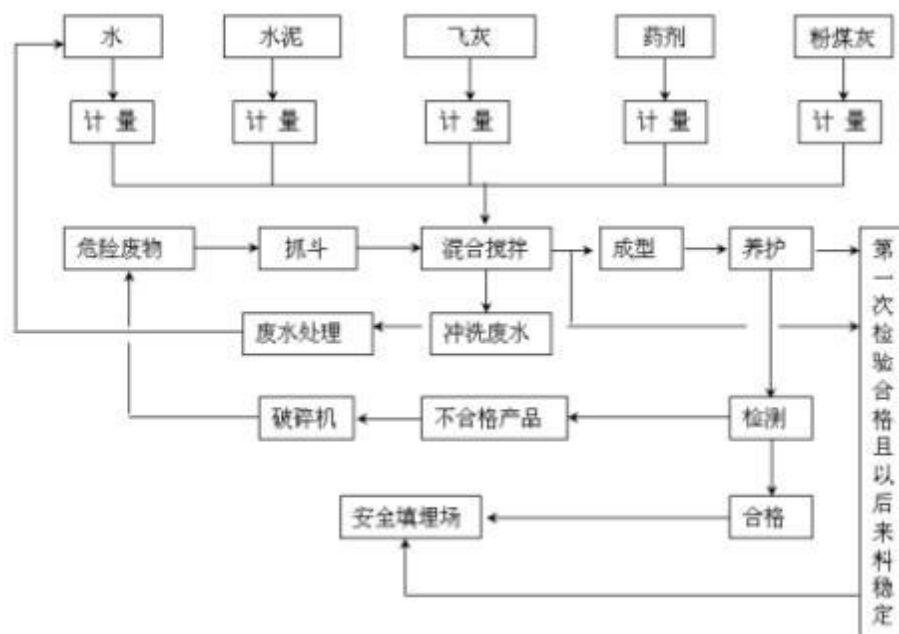 水
水泥
飞灰
药剂
粉煤灰
计 量
计 量
计 量
计 量
计 量
危险废物
抓斗
混合搅拌
成型
养护
第一次检验合格且以后来料稳定
废水处理
冲洗废水
破碎机
不合格产品
检测
安全填埋场
合格